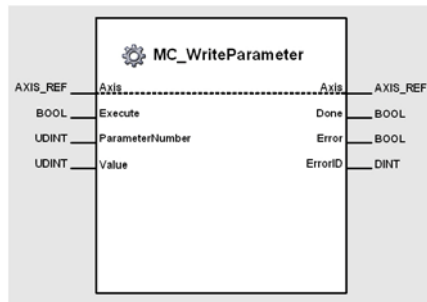 MC_WriteParameter
AXIS_REF Axis Axis AXIS_REF
BOOL Execute Done BOOL
UDINT ParameterNumber Error BOOL
UDINT Value ErrorID DINT